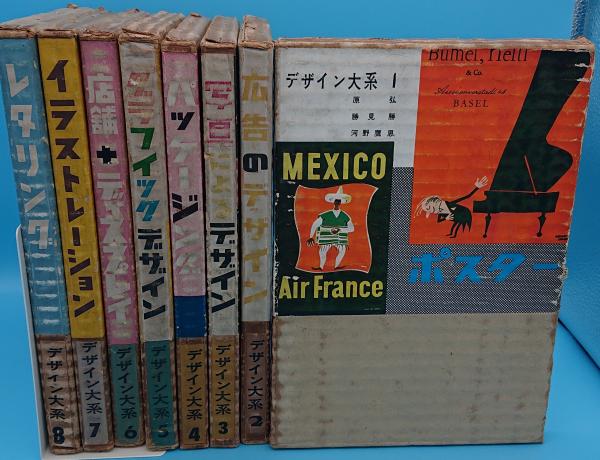 レタリング
デザイン大系
8
イラストレーション
デザイン大系
7
店舗+ディスプレイ
デザイン大系
6
グラフィックデザイン
デザイン大系
5
パッケージング
デザイン大系
4
写真によるデザイン
デザイン大系
3
広告のデザイン
デザイン大系
2
デザイン大系 1
原 弘
勝見 勝
河野鷹思
& Co.
BASEL
MEXICO
Air France
ポスター